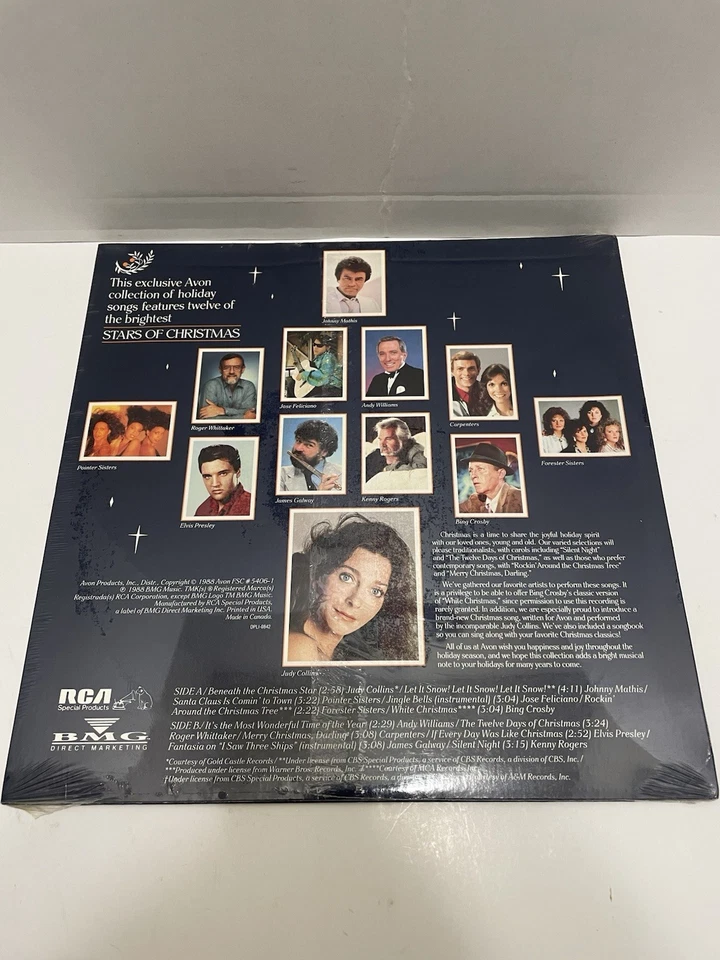 This exclusive Avon
collection of holiday
songs features twelve of
the brightest
STARS OF CHRISTMAS
Johnny Mathis
Roger Whittaker
Jose Feliciano
Andy Williams
Carpenters
Pointer Sisters
Forester Sisters
Elvis Presley
James Galway
Kenny Rogers
Bing Crosby
Judy Collins
Christmas is a time to share the joyful holiday spirit
with our loved ones, young and old. Our varied selections will
please traditionalists, with carols including "Silent Night"
and "The Twelve Days of Christmas," as well as those who prefer
contemporary songs, with "Rockin' Around the Christmas Tree"
and "Merry Christmas, Darling."
We've gathered our favorite artists to perform these songs. It
is a privilege to be able to offer Bing Crosby's classic version
of "White Christmas," since permission to use this recording is
rarely granted. In addition, we are especially proud to introduce a
brand-new Christmas song, written for Avon and performed
by the incomparable Judy Collins. We've also included a songbook
so you can sing along with your favorite Christmas classics!
All of us at Avon wish you happiness and joy throughout the
holiday season, and we hope this collection adds a bright musical
note to your holidays for many years to come.
Avon Products, Inc., Distr., Copyright © 1988 Avon FSC #5406-1
℗ 1988 BMG Music. TMK(s) ® Registered Marca(s)
Registrada(s) RCA Corporation, except BMG Logo TM BMG Music.
Manufactured by RCA Special Products,
a label of BMG Direct Marketing Inc. Printed in USA.
Made in Canada.
DPL1-0842
RCA
Special Products
BMG
DIRECT MARKETING
SIDE A/Beneath the Christmas Star (2:58) Judy Collins*/Let It Snow! Let It Snow! Let It Snow!** (4:11) Johnny Mathis/
Santa Claus Is Comin' to Town (3:22) Pointer Sisters/Jingle Bells (instrumental) (3:04) Jose Feliciano/Rockin'
Around the Christmas Tree*** (2:22) Forester Sisters/White Christmas**** (3:04) Bing Crosby
SIDE B/It's the Most Wonderful Time of the Year (2:29) Andy Williams/The Twelve Days of Christmas (3:24)
Roger Whittaker/Merry Christmas, Darling (3:08) Carpenters/If Every Day Was Like Christmas (2:52) Elvis Presley/
Fantasia on "I Saw Three Ships" (instrumental) (3:08) James Galway/Silent Night (3:15) Kenny Rogers
*Courtesy of Gold Castle Records/**Under license from CBS Special Products, a service of CBS Records, a division of CBS, Inc./
***Produced under license from Warner Bros. Records, Inc./****Courtesy of MCA Records, Inc.
†Under license from CBS Special Products, a service of CBS Records, a of A&M Records, Inc.